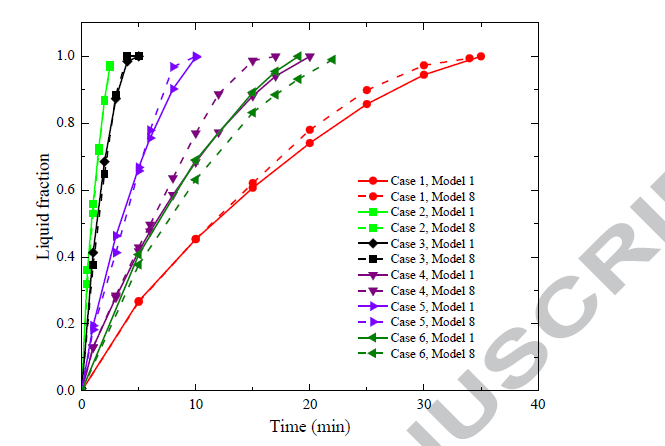 1.0
0.8
0.6
0.4
0.2
0.0
Liquid fraction
Case 1, Model 1
Case 1, Model 8
Case 2, Model 1
Case 2, Model 8
Case 3, Model 1
Case 3, Model 8
Case 4, Model 1
Case 4, Model 8
Case 5, Model 1
Case 5, Model 8
Case 6, Model 1
Case 6, Model 8
0 10 20 30 40
Time (min)
USCRI